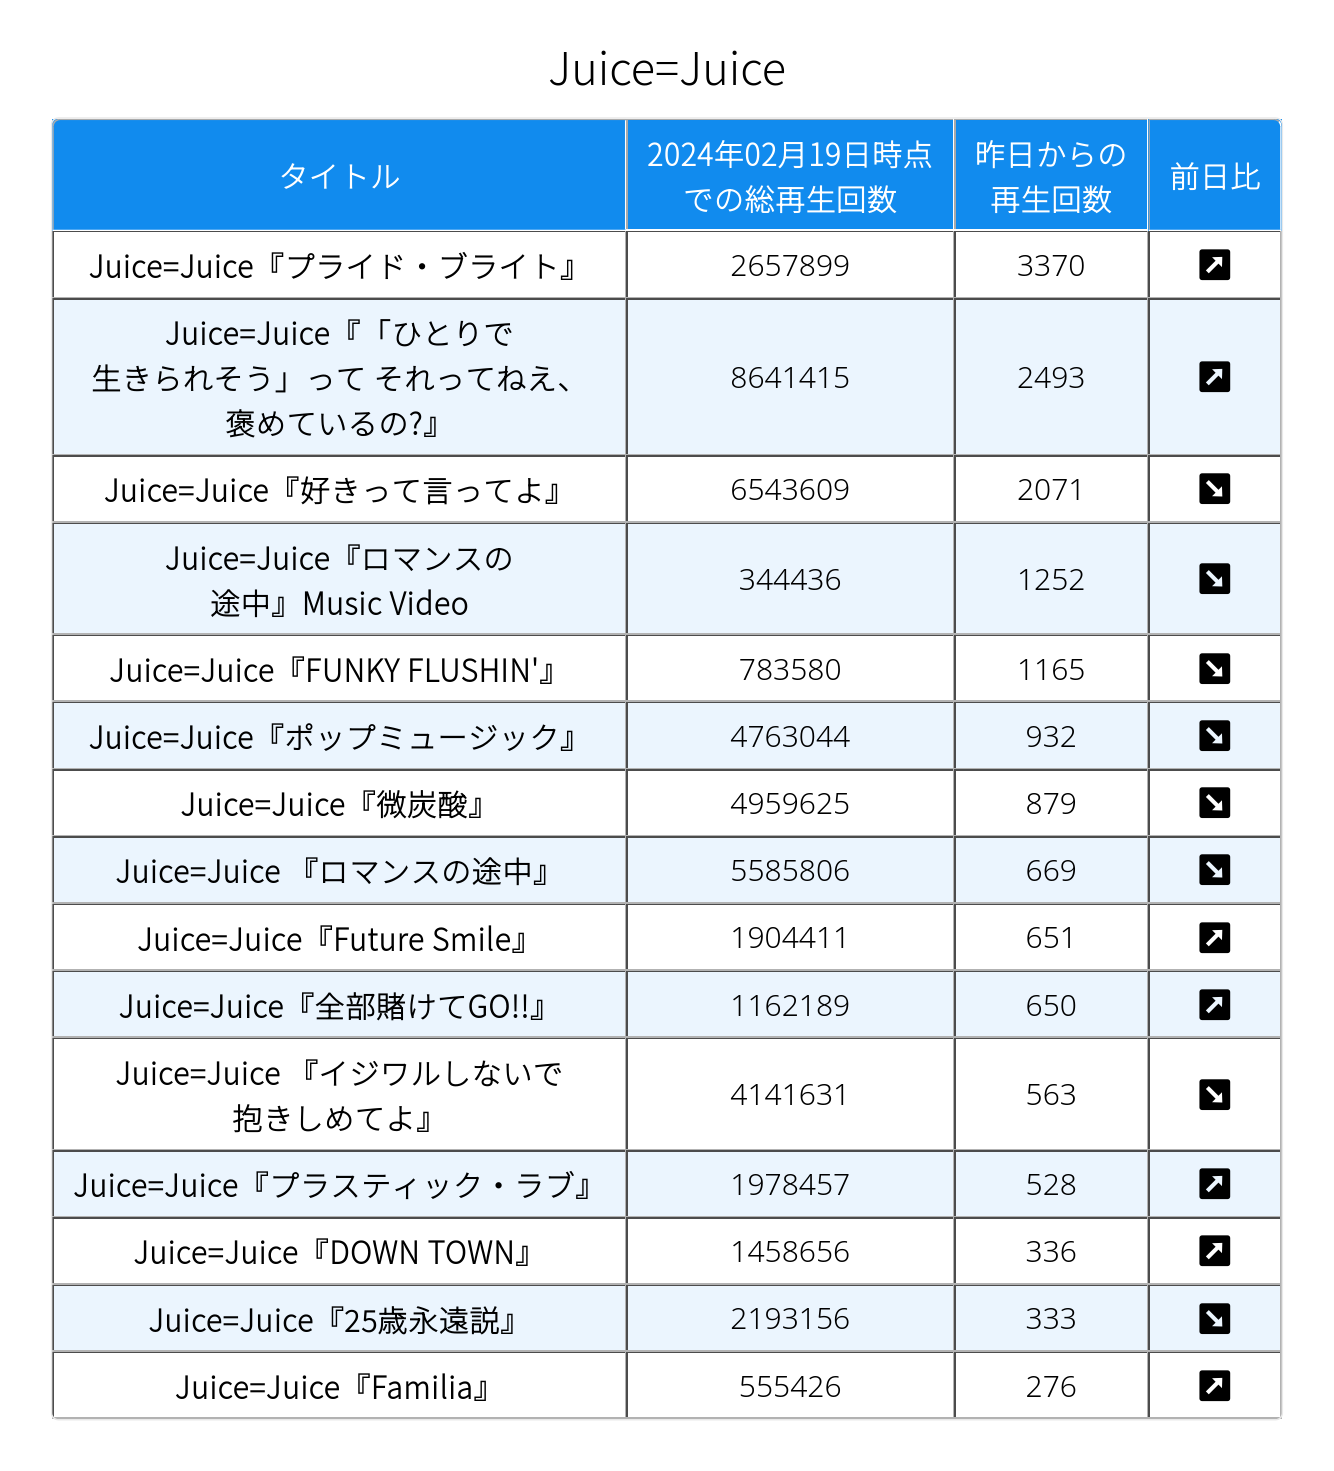 Juice=Juice
タイトル
2024年02月19日時点
での総再生回数
昨日からの
再生回数
前日比
Juice=Juice『プライド・ブライト』
2657899
3370
Juice=Juice『「ひとりで
生きられそう」って それってねえ、
褒めているの?』
8641415
2493
Juice=Juice『好きって言ってよ』
6543609
2071
Juice=Juice『ロマンスの
途中』Music Video
344436
1252
Juice=Juice『FUNKY FLUSHIN'』
783580
1165
Juice=Juice『ポップミュージック』
4763044
932
Juice=Juice『微炭酸』
4959625
879
Juice=Juice 『ロマンスの途中』
5585806
669
Juice=Juice『Future Smile』
1904411
651
Juice=Juice『全部賭けてGO!!』
1162189
650
Juice=Juice 『イジワルしないで
抱きしめてよ』
4141631
563
Juice=Juice『プラスティック・ラブ』
1978457
528
Juice=Juice『DOWN TOWN』
1458656
336
Juice=Juice『25歳永遠説』
2193156
333
Juice=Juice『Familia』
555426
276